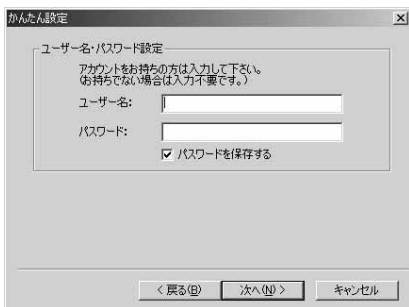 かんたん設定
ユーザー名・パスワード設定
アカウントをお持ちの方は入力して下さい。
(お持ちでない場合は入力不要です。)
ユーザー名:
パスワード:
パスワードを保存する
< 戻る(B)
次へ(N) >
キャンセル